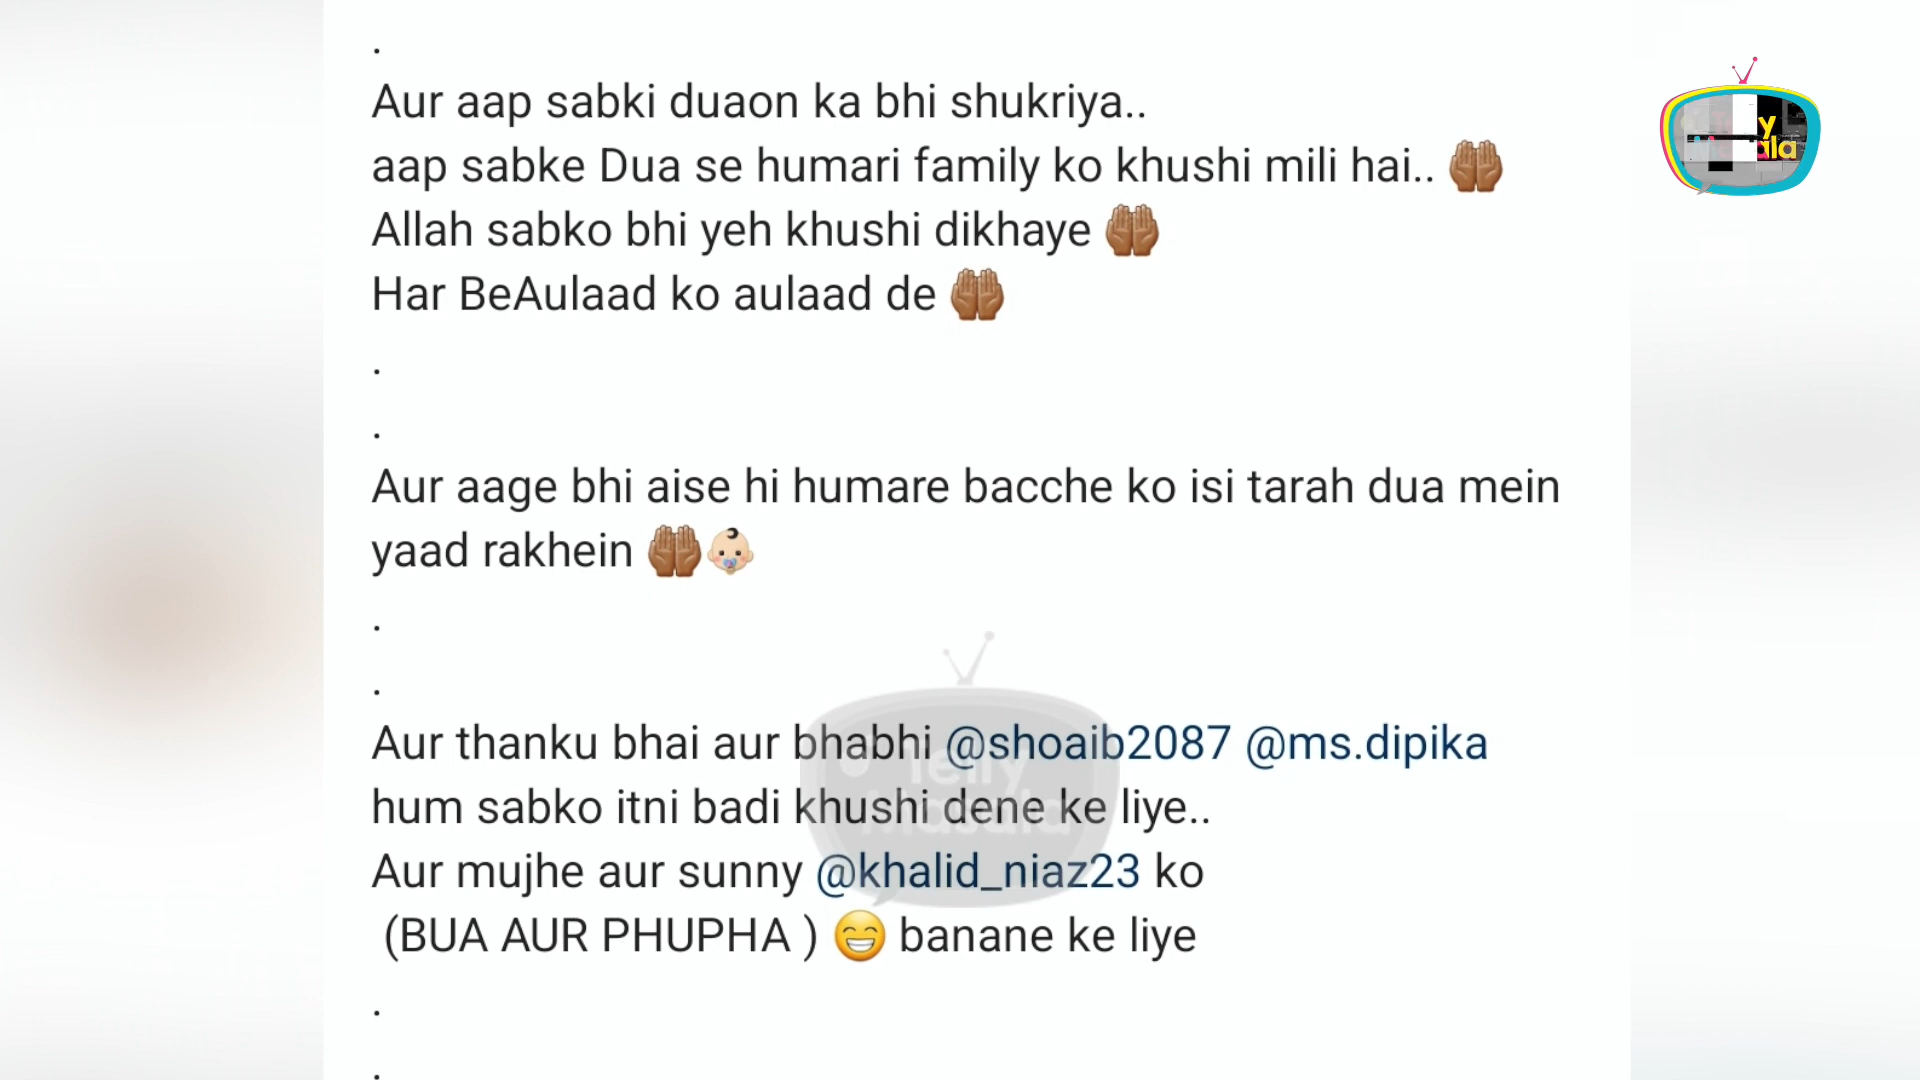 .
Aur aap sabki duaon ka bhi shukriya..
aap sabke Dua se humari family ko khushi mili hai.. 🤲🏾
Allah sabko bhi yeh khushi dikhaye 🤲🏾
Har BeAulaad ko aulaad de 🤲🏾
.
.
Aur aage bhi aise hi humare bacche ko isi tarah dua mein
yaad rakhein 🤲🏾👶🏻
.
.
Aur thanku bhai aur bhabhi @shoaib2087 @ms.dipika
hum sabko itni badi khushi dene ke liye..
Aur mujhe aur sunny @khalid_niaz23 ko
(BUA AUR PHUPHA ) 😁 banane ke liye
.
.
Telly
Masala